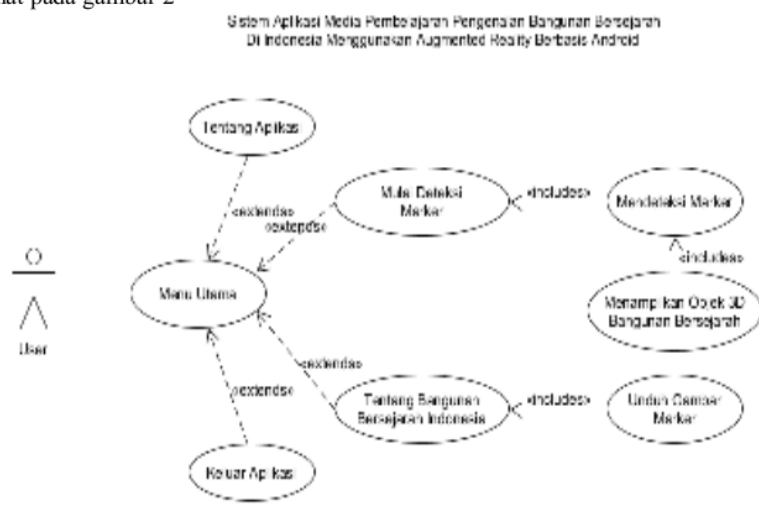 pada gambar 2
Sistem Aplikasi Media Pembelajaran Pengenalan Bangunan Bersejarah
Di Indonesia Menggunakan Augmented Reality Berbasis Android
Tentang Aplikasi
Mulai Deteksi
Marker
«includes»
Mendeteksi Marker
«extends»
«extends»
«includes»
Menu Utama
Menampilkan Objek 3D
Bangunan Bersejarah
User
«extends»
«extends»
Tentang Bangunan
Bersejarah Indonesia
«includes»
Unduh Gambar
Marker
Keluar Aplikasi